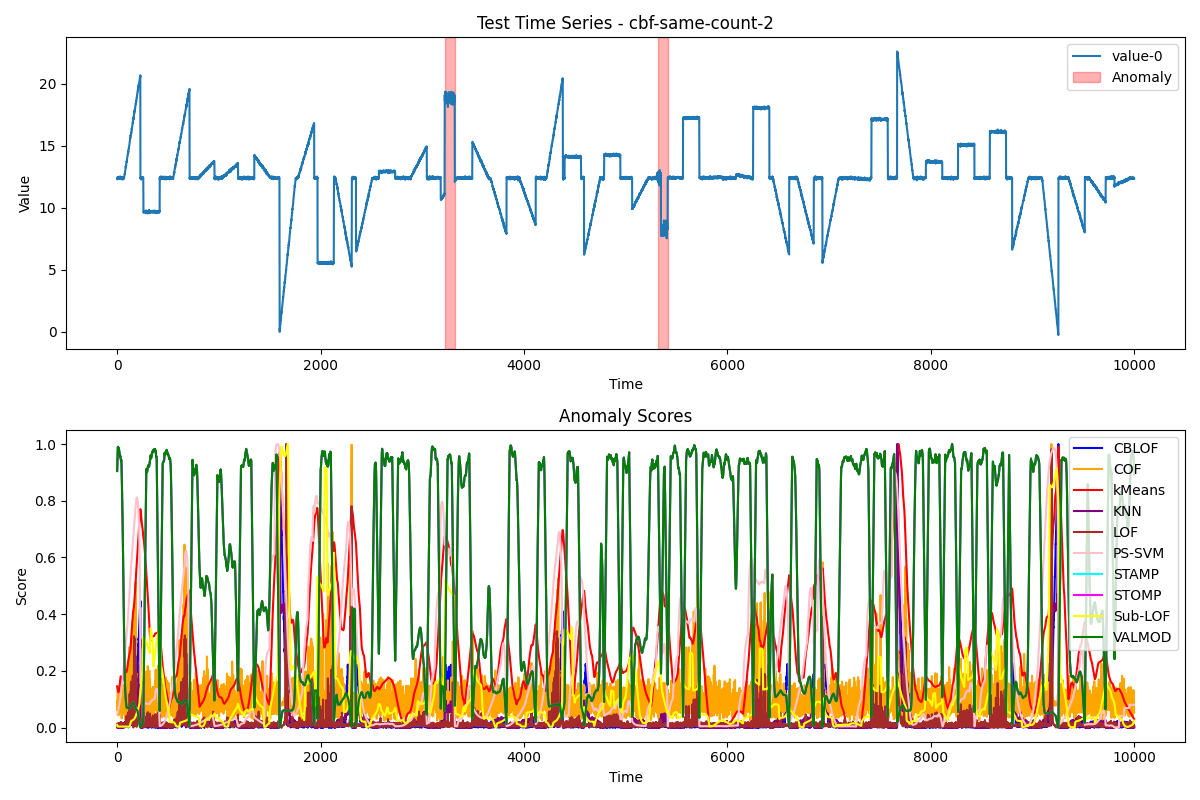 Test Time Series - cbf-same-count-2
value-0
Anomaly
Value
20
15
10
5
0
0
2000
4000
6000
8000
10000
Time
Anomaly Scores
CBLOF
COF
kMeans
KNN
LOF
PS-SVM
STAMP
STOMP
Sub-LOF
VALMOD
Score
1.0
0.8
0.6
0.4
0.2
0.0
0
2000
4000
6000
8000
10000
Time